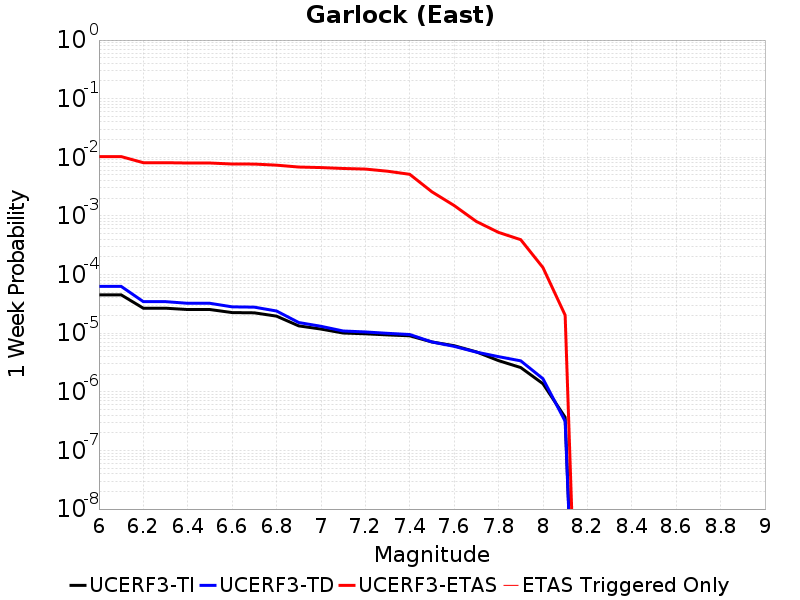 Garlock (East)
1 Week Probability
10^0
10^-1
10^-2
10^-3
10^-4
10^-5
10^-6
10^-7
10^-8
6 6.2 6.4 6.6 6.8 7 7.2 7.4 7.6 7.8 8 8.2 8.4 8.6 8.8 9
Magnitude
UCERF3-TI UCERF3-TD UCERF3-ETAS ETAS Triggered Only